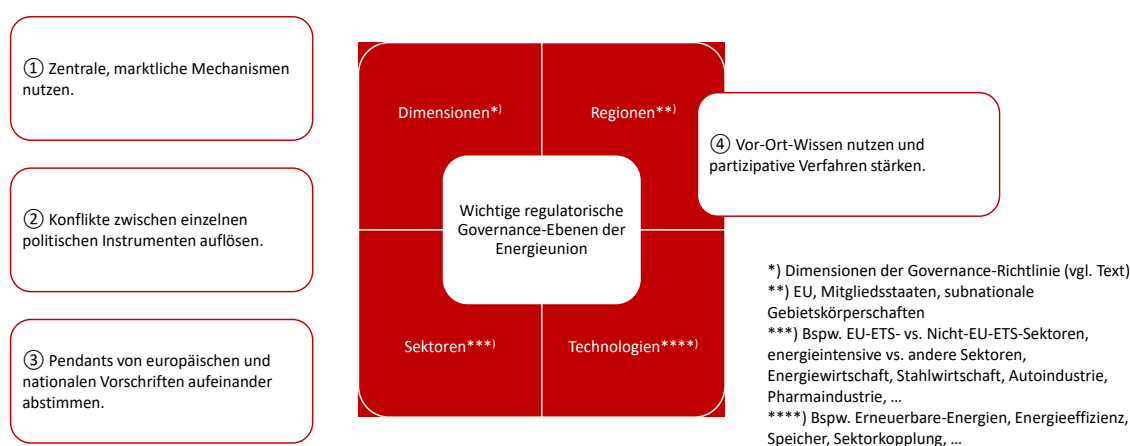 ① Zentrale, marktliche Mechanismen
nutzen.
② Konflikte zwischen einzelnen
politischen Instrumenten auflösen.
③ Pendants von europäischen und
nationalen Vorschriften aufeinander
abstimmen.
Dimensionen*)
Regionen**)
Wichtige regulatorische
Governance-Ebenen der
Energieunion
Sektoren***)
Technologien****)
④ Vor-Ort-Wissen nutzen und
partizipative Verfahren stärken.
*) Dimensionen der Governance-Richtlinie (vgl. Text)
**) EU, Mitgliedsstaaten, subnationale
Gebietskörperschaften
***) Bspw. EU-ETS- vs. Nicht-EU-ETS-Sektoren,
energieintensive vs. andere Sektoren,
Energiewirtschaft, Stahlwirtschaft, Autoindustrie,
Pharmaindustrie, …
****) Bspw. Erneuerbare-Energien, Energieeffizienz,
Speicher, Sektorkopplung, …